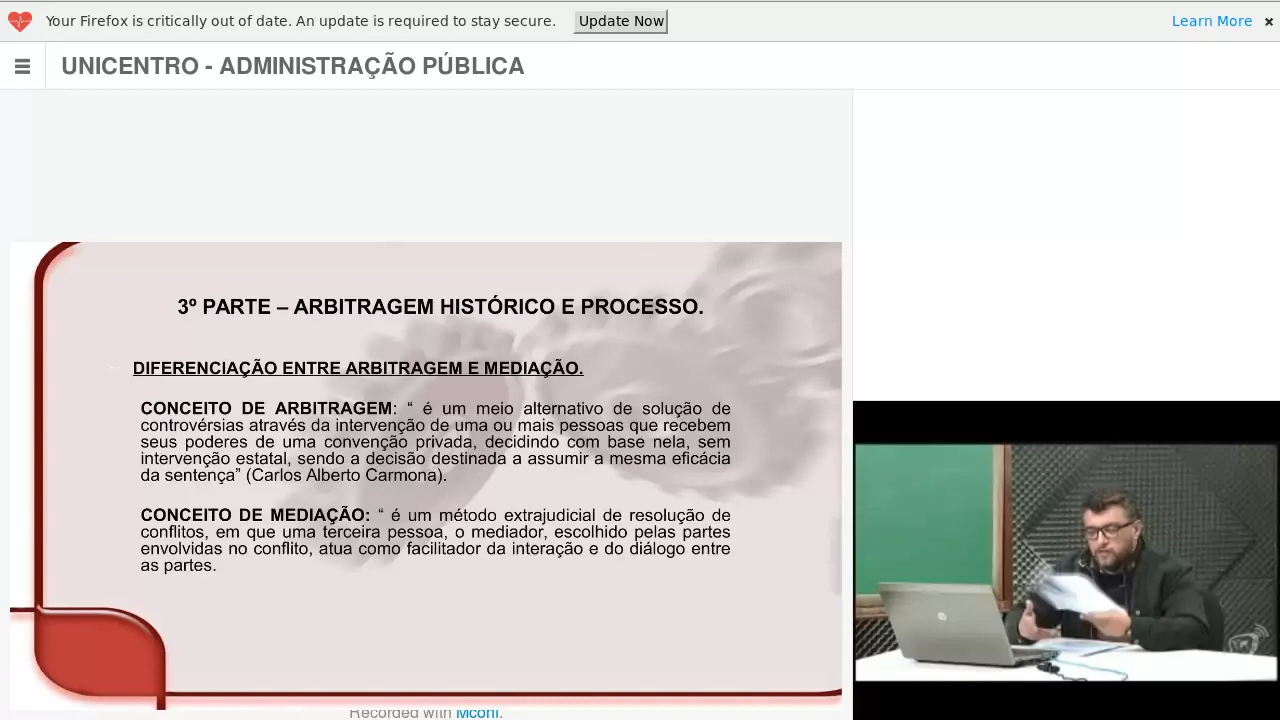 Your Firefox is critically out of date. An update is required to stay secure. Update Now Learn More ×
UNICENTRO - ADMINISTRAÇÃO PÚBLICA
3º PARTE – ARBITRAGEM HISTÓRICO E PROCESSO.
DIFERENCIAÇÃO ENTRE ARBITRAGEM E MEDIAÇÃO.
CONCEITO DE ARBITRAGEM: “ é um meio alternativo de solução de
controvérsias através da intervenção de uma ou mais pessoas que recebem
seus poderes de uma convenção privada, decidindo com base nela, sem
intervenção estatal, sendo a decisão destinada a assumir a mesma eficácia
da sentença” (Carlos Alberto Carmona).
CONCEITO DE MEDIAÇÃO: “ é um método extrajudicial de resolução de
conflitos, em que uma terceira pessoa, o mediador, escolhido pelas partes
envolvidas no conflito, atua como facilitador da interação e do diálogo entre
as partes.
Recorded with Mconf.